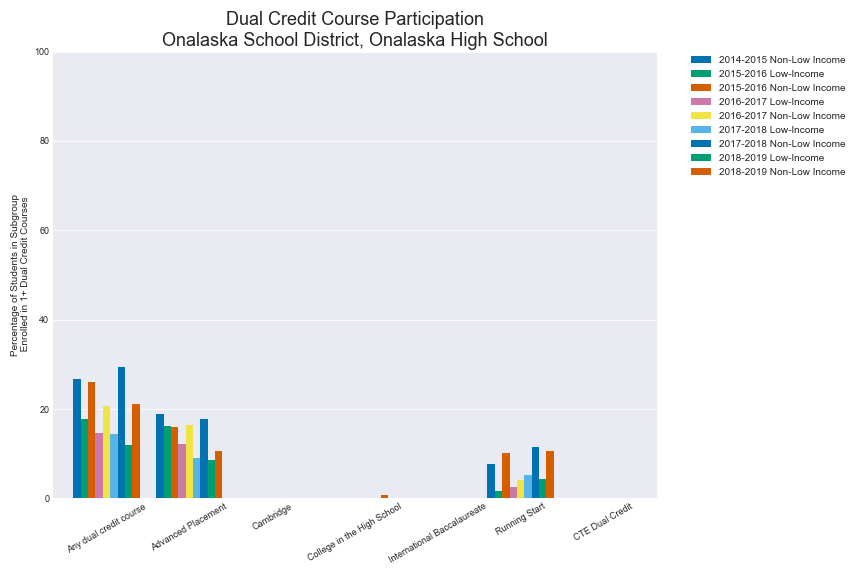 Dual Credit Course Participation
Onalaska School District, Onalaska High School
2014-2015 Non-Low Income
2015-2016 Low-Income
2015-2016 Non-Low Income
2016-2017 Low-Income
2016-2017 Non-Low Income
2017-2018 Low-Income
2017-2018 Non-Low Income
2018-2019 Low-Income
2018-2019 Non-Low Income
Percentage of Students in Subgroup
Enrolled in 1+ Dual Credit Courses
100
80
60
40
20
0
Any dual credit course
Advanced Placement
Cambridge
College in the High School
International Baccalaureate
Running Start
CTE Dual Credit